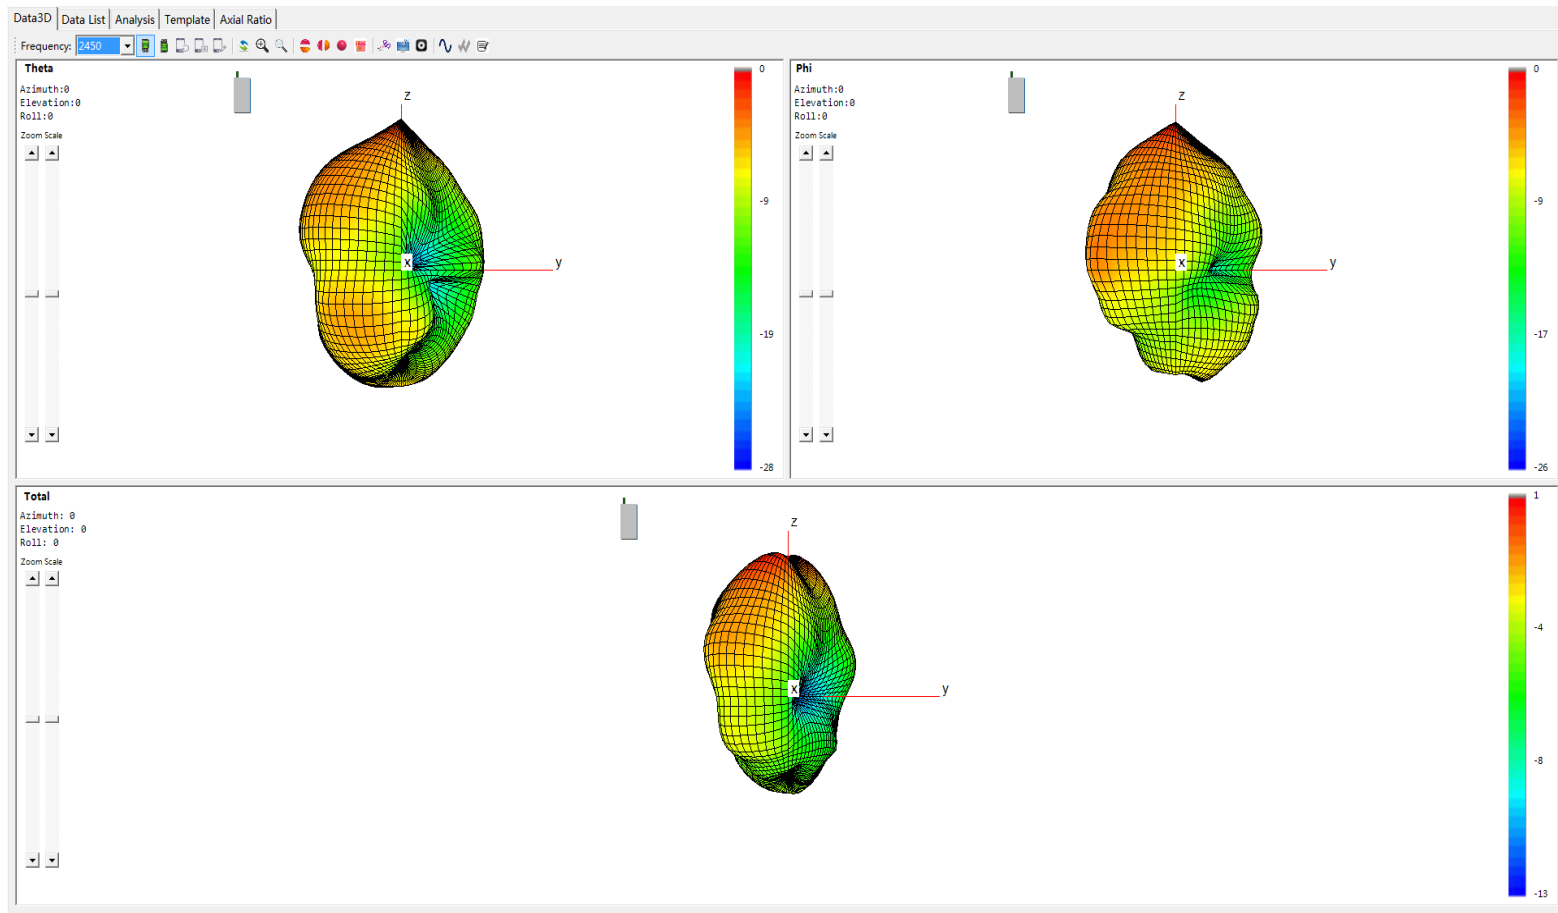 Data3D Data List Analysis Template Axial Ratio
Frequency: 2450
Theta
Azimuth:0
Elevation:0
Roll:0
Zoom Scale
z
x
y
0
-9
-19
-28
Phi
Azimuth:0
Elevation:0
Roll:0
Zoom Scale
z
x
y
0
-9
-17
-26
Total
Azimuth: 0
Elevation: 0
Roll: 0
Zoom Scale
z
x
y
1
-4
-8
-13